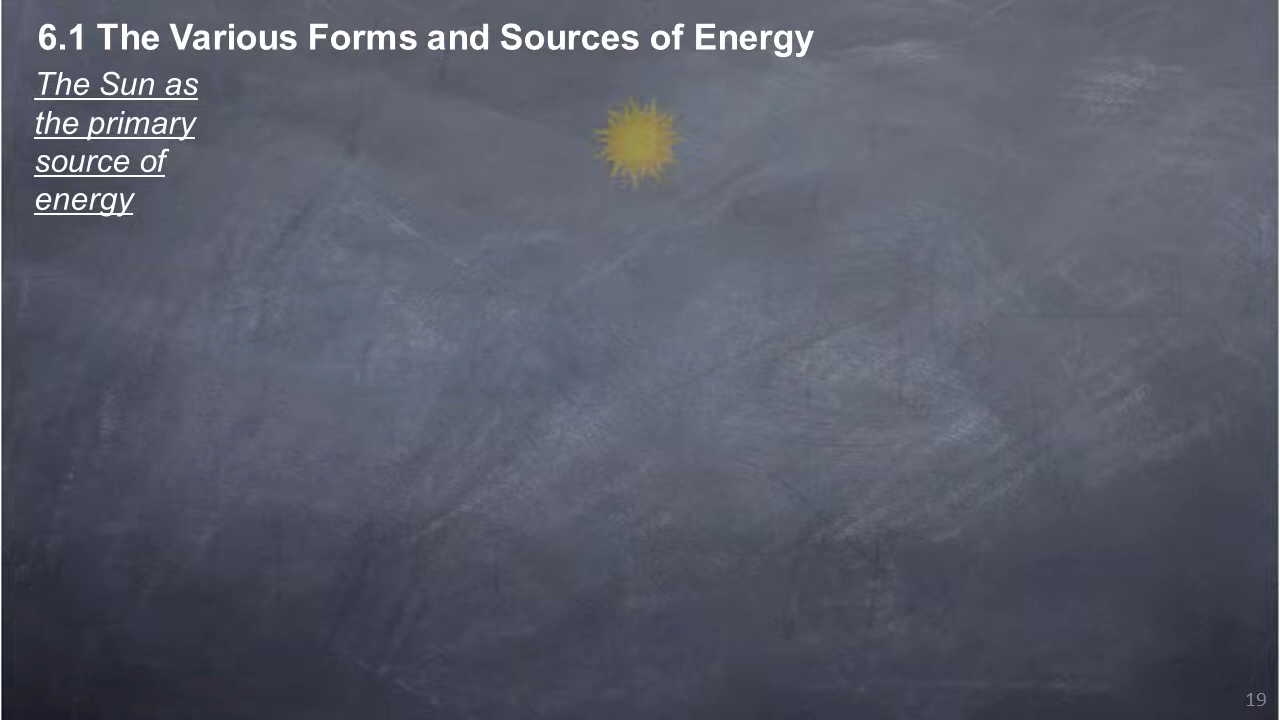 6.1 The Various Forms and Sources of Energy
The Sun as
the primary
source of
energy
19